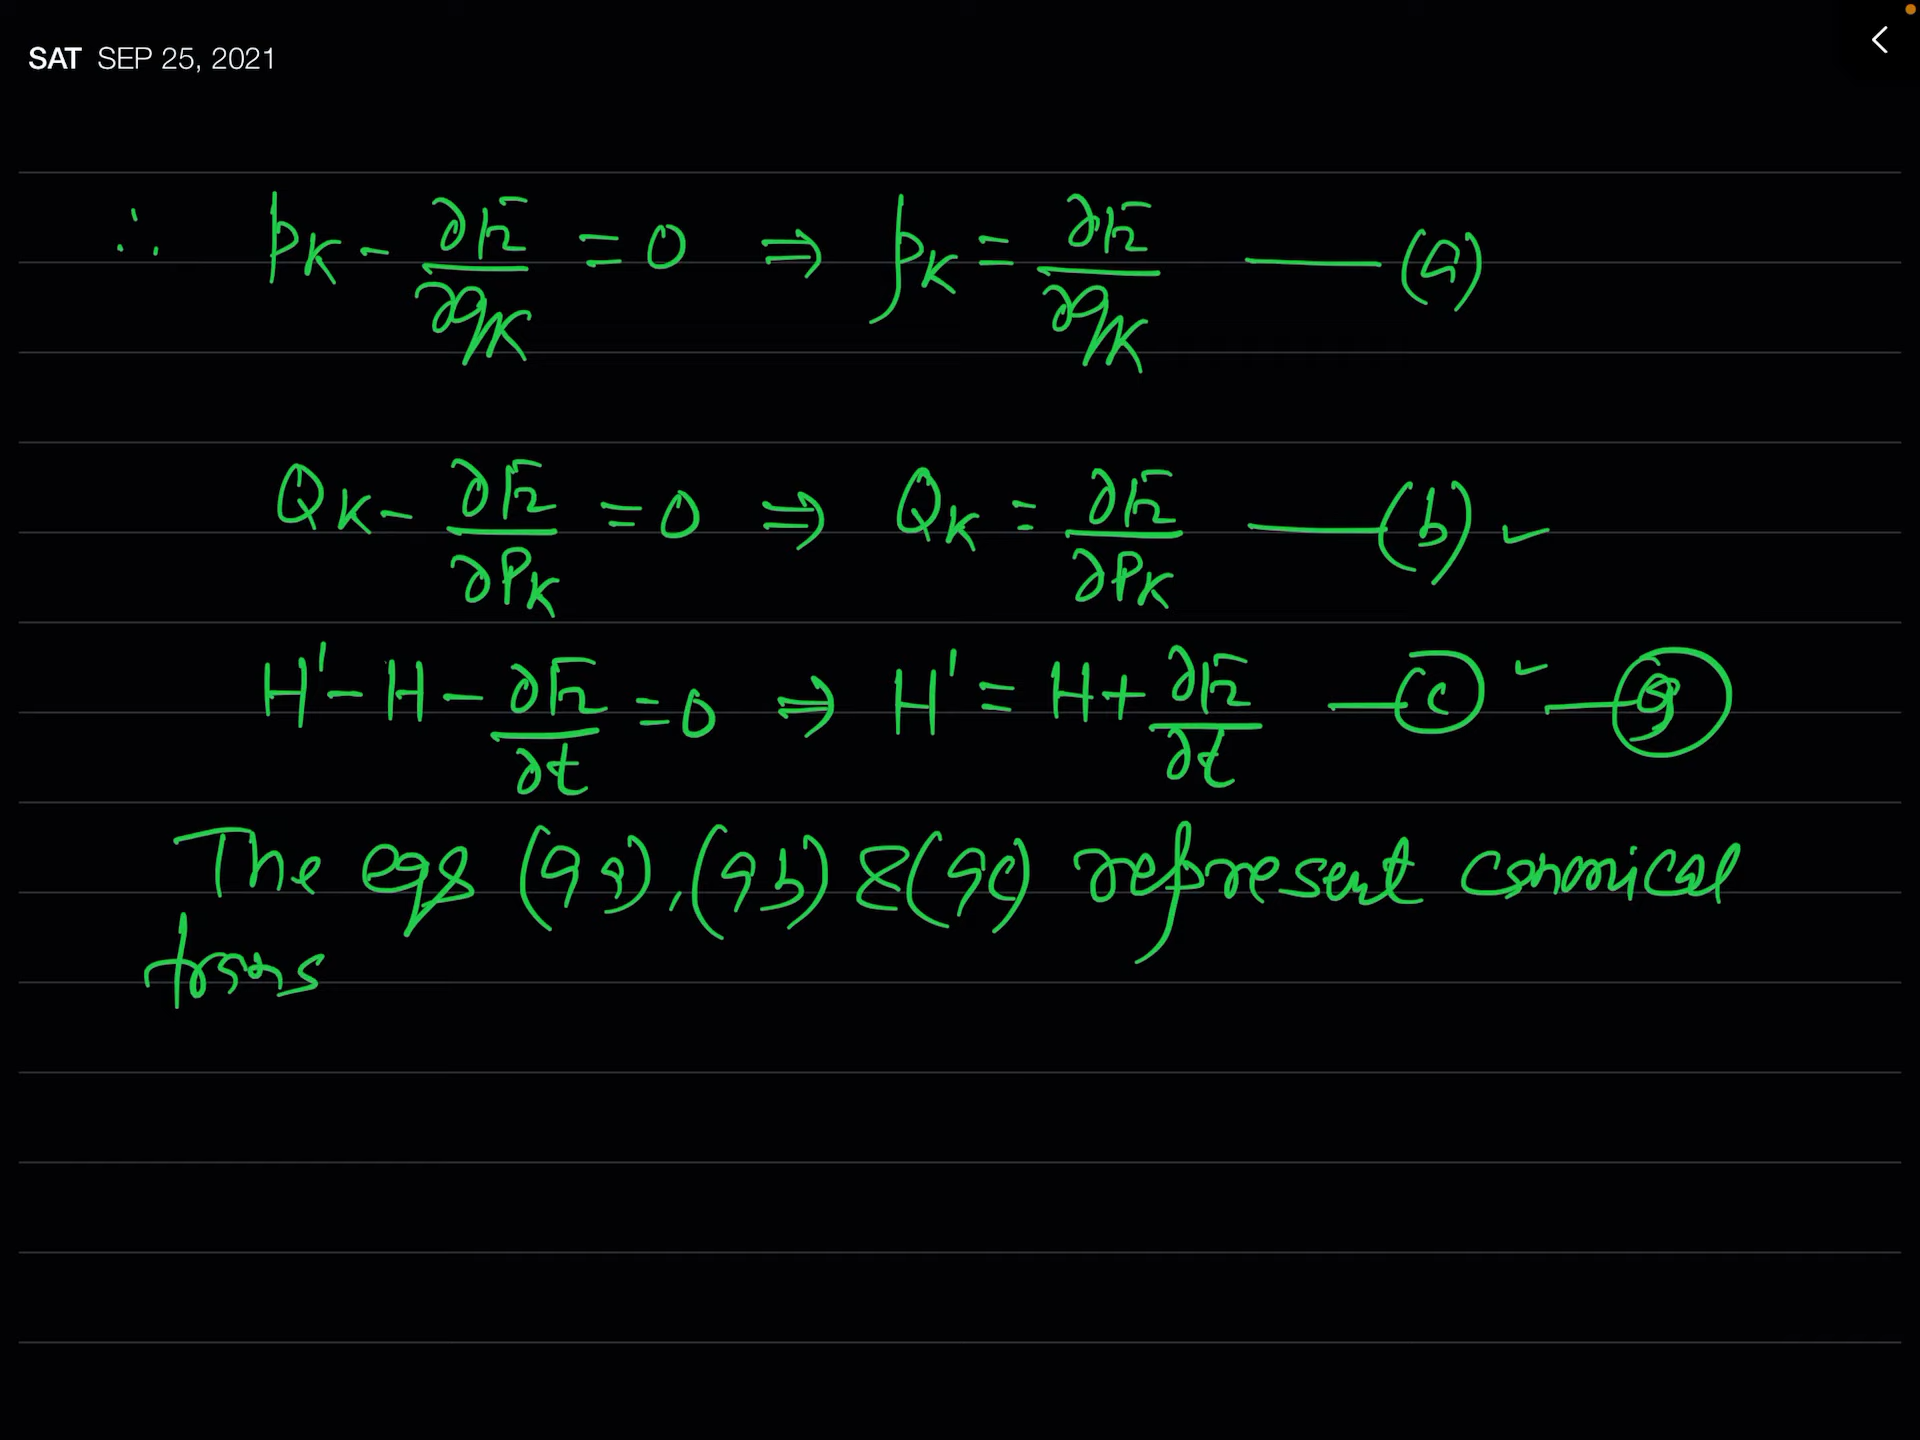 SAT SEP 25, 2021
∴ pK - ∂F2/∂qK = 0 ⇒ pK = ∂F2/∂qK —— (a)
QK - ∂F2/∂PK = 0 ⇒ QK = ∂F2/∂PK —— (b) ✓
H' - H - ∂F2/∂t = 0 ⇒ H' = H + ∂F2/∂t — (c) ✓ — (9)
The eqs (9a), (9b) & (9c) represent canonical
trans